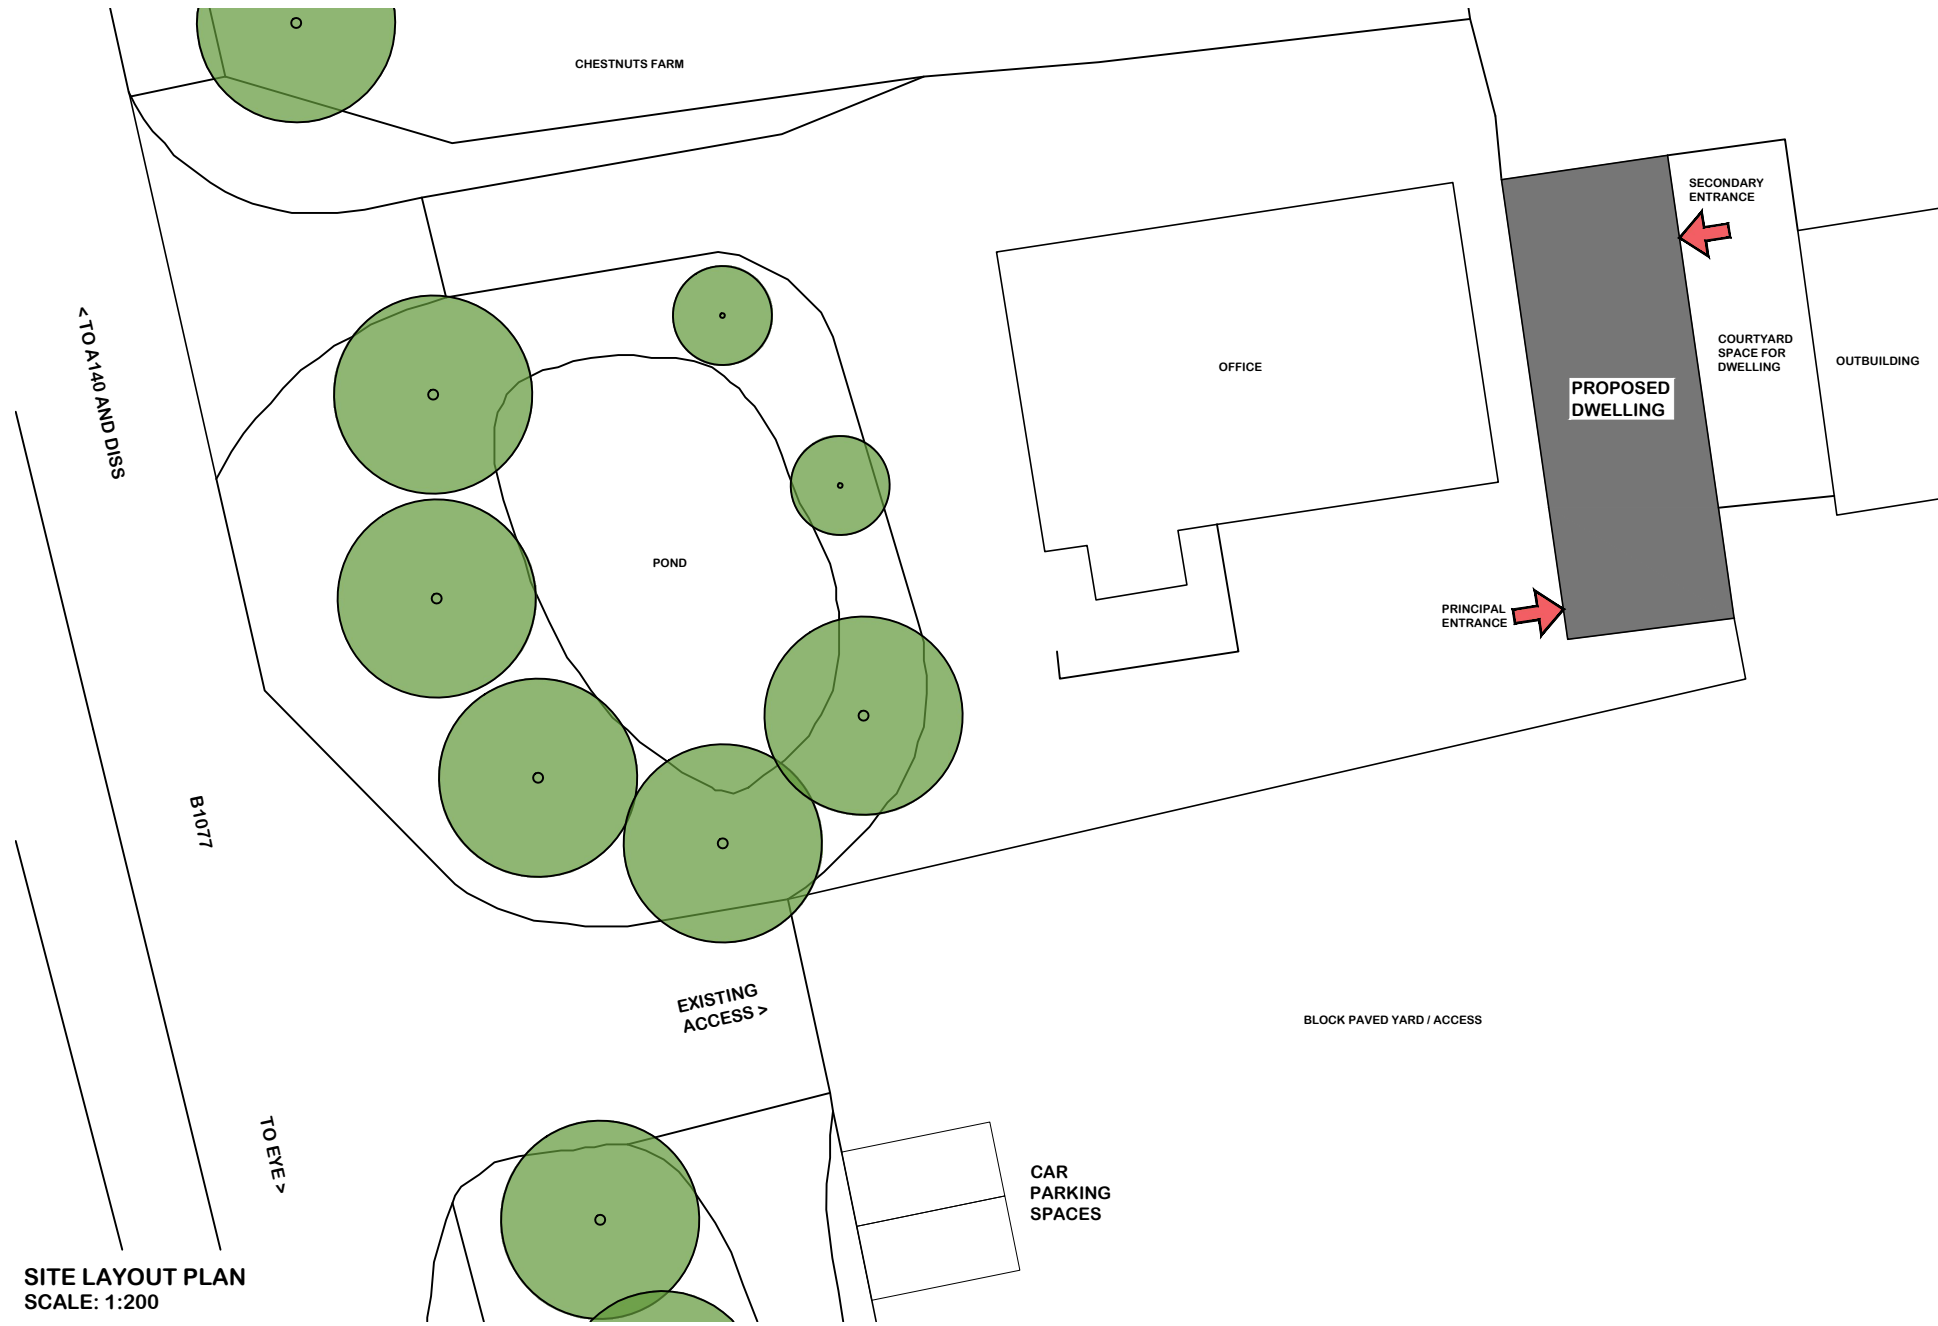 CHESTNUTS FARM
SECONDARY
ENTRANCE
< TO A140 AND DISS
COURTYARD
SPACE FOR
DWELLING
OUTBUILDING
OFFICE
PROPOSED
DWELLING
POND
PRINCIPAL
ENTRANCE
B1077
EXISTING
ACCESS >
BLOCK PAVED YARD / ACCESS
TO EYE >
CAR
PARKING
SPACES
SITE LAYOUT PLAN
SCALE: 1:200